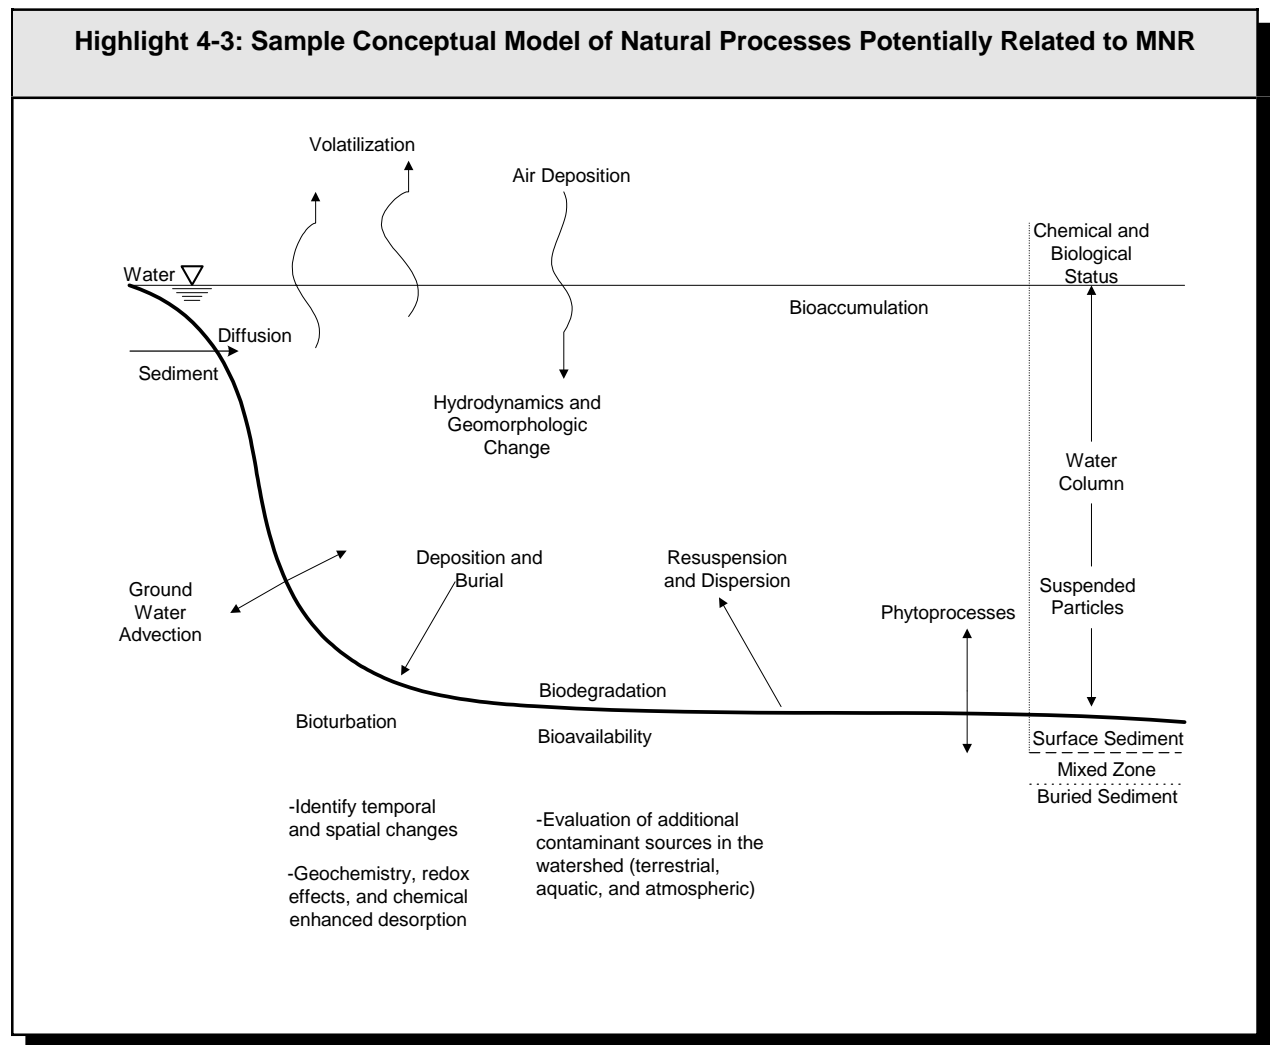 Highlight 4-3: Sample Conceptual Model of Natural Processes Potentially Related to MNR
Volatilization
Air Deposition
Chemical and
Biological
Status
Water
Bioaccumulation
Diffusion
Sediment
Hydrodynamics and
Geomorphologic
Change
Water
Column
Deposition and
Burial
Resuspension
and Dispersion
Ground
Water
Advection
Suspended
Particles
Phytoprocesses
Biodegradation
Bioturbation
Bioavailability
Surface Sediment
Mixed Zone
Buried Sediment
-Identify temporal
and spatial changes
-Geochemistry, redox
effects, and chemical
enhanced desorption
-Evaluation of additional
contaminant sources in the
watershed (terrestrial,
aquatic, and atmospheric)